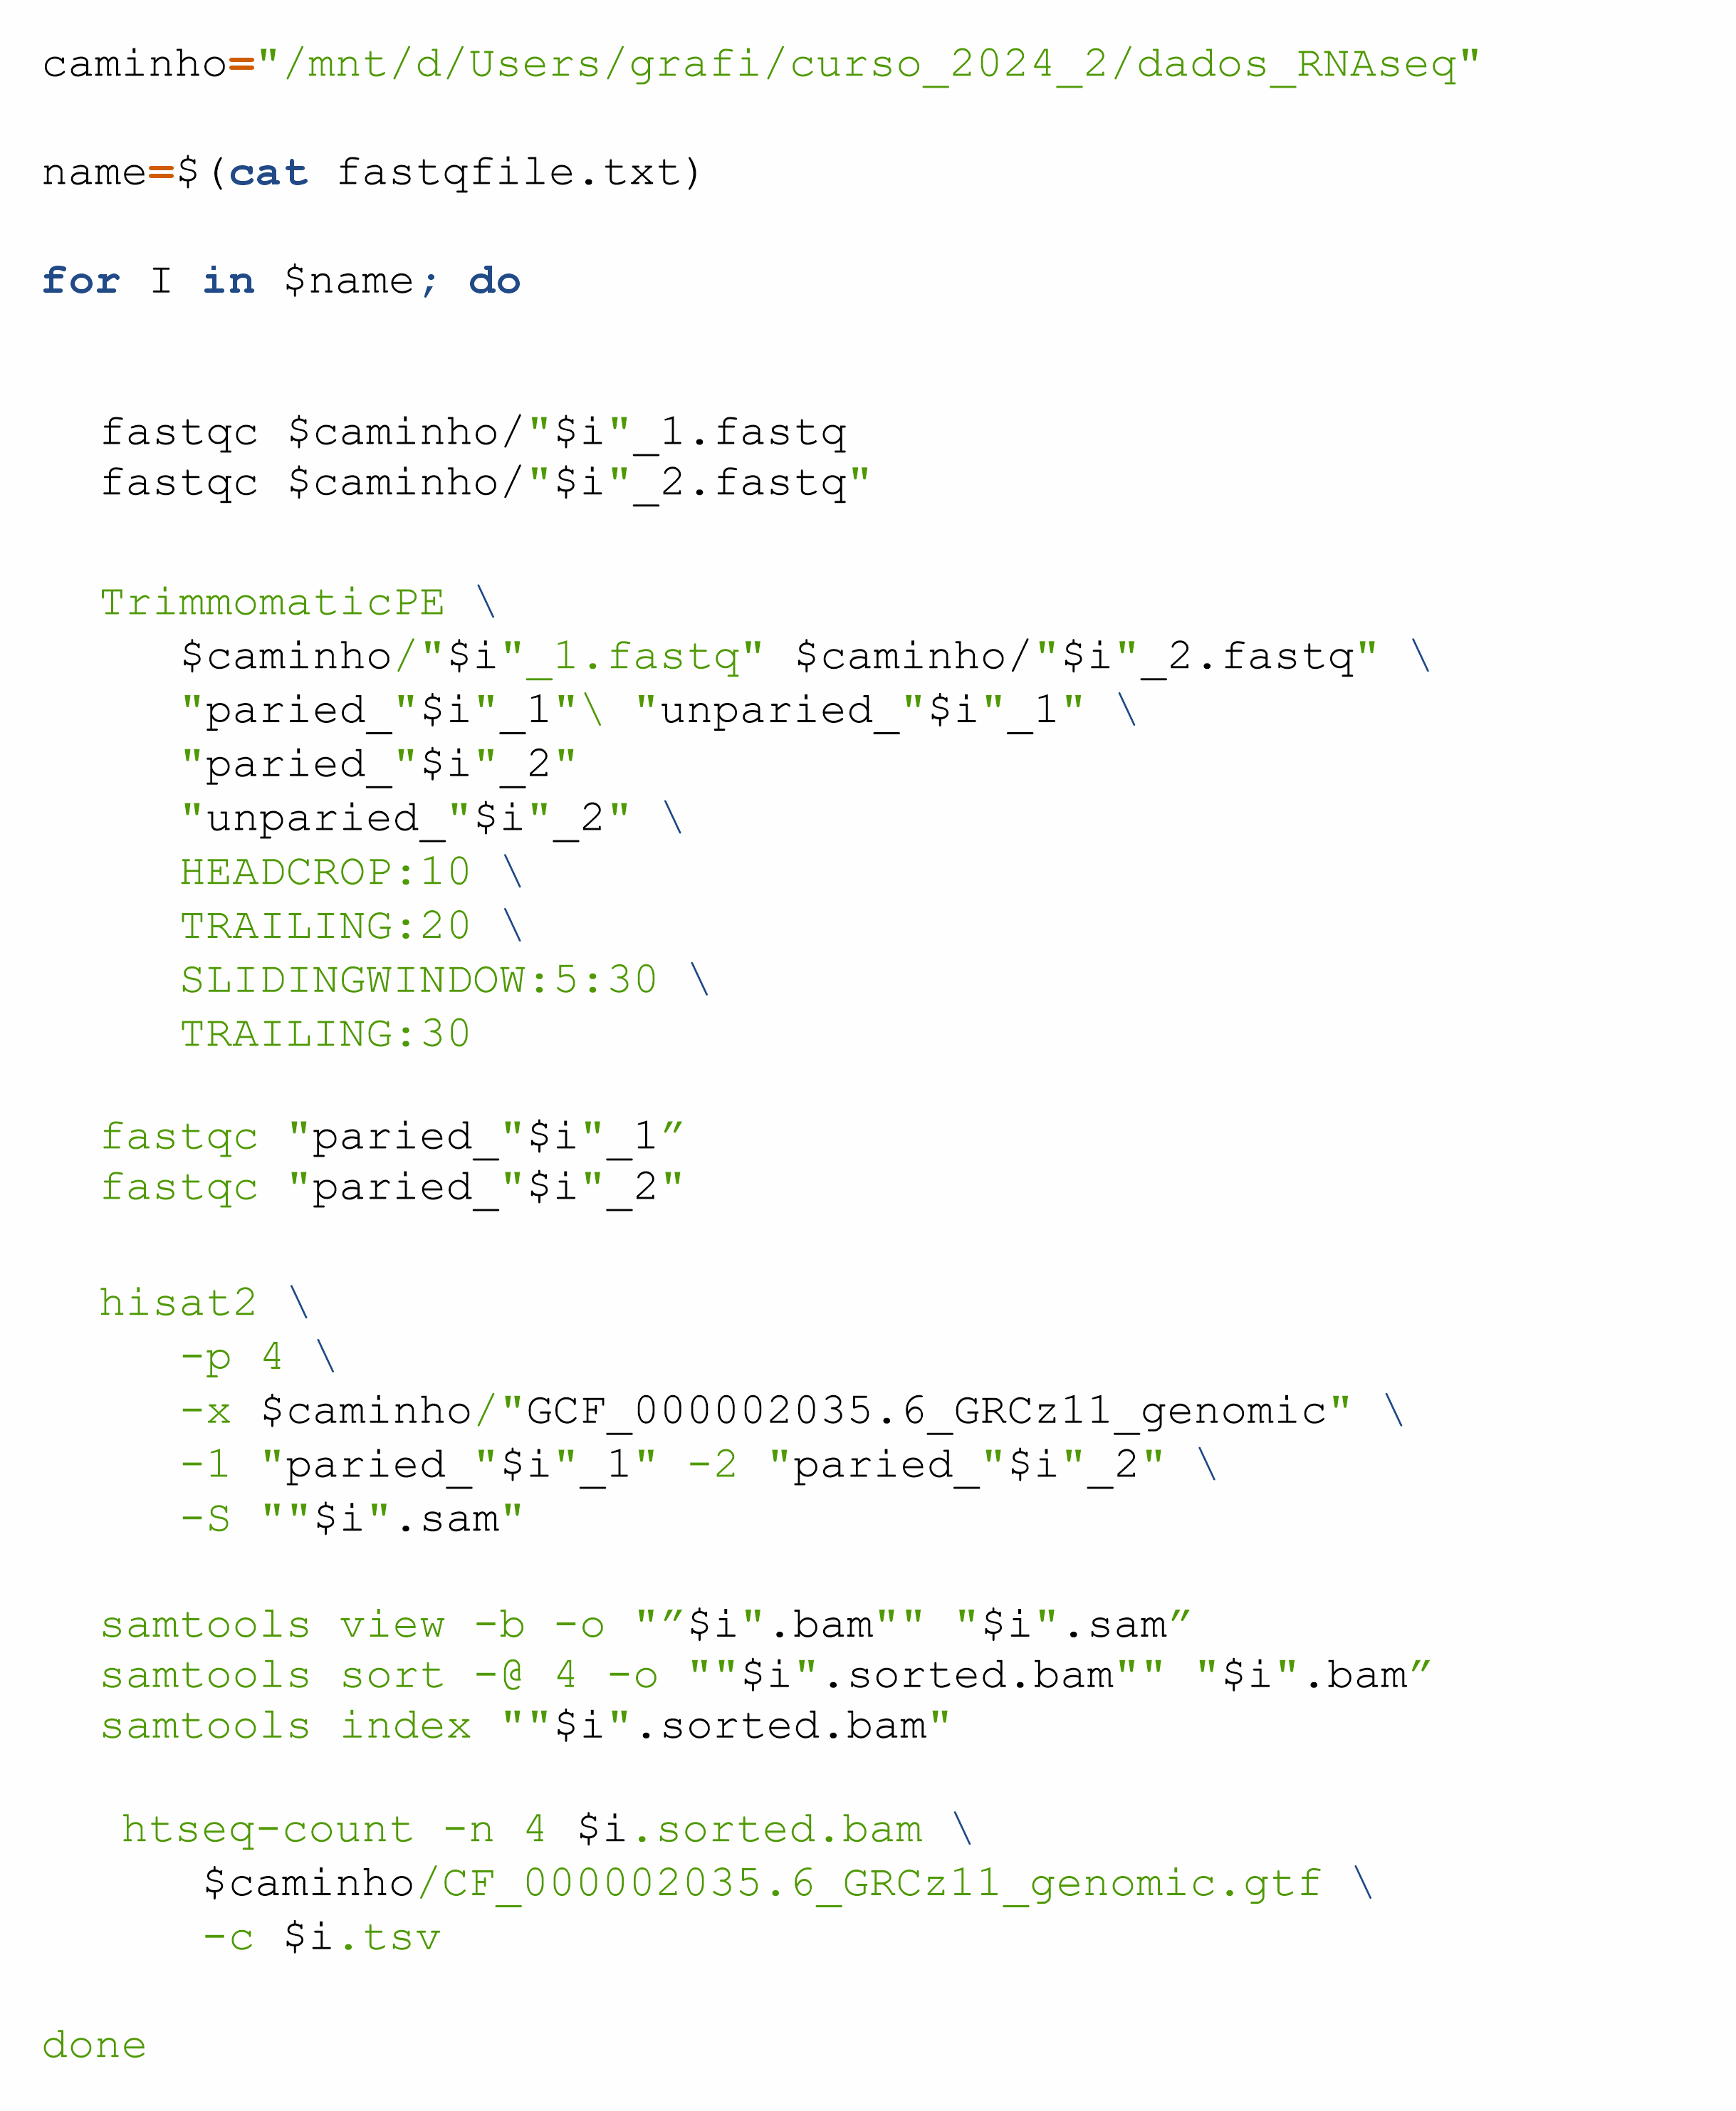 caminho="/mnt/d/Users/grafi/curso_2024_2/dados_RNAseq"
name=$(cat fastqfile.txt)
for I in $name; do
fastqc $caminho/"$i"_1.fastq
fastqc $caminho/"$i"_2.fastq"
TrimmomaticPE \
$caminho/"$i"_1.fastq" $caminho/"$i"_2.fastq" \
"paried_"$i"_1"\ "unparied_"$i"_1" \
"paried_"$i"_2"
"unparied_"$i"_2" \
HEADCROP:10 \
TRAILING:20 \
SLIDINGWINDOW:5:30 \
TRAILING:30
fastqc "paried_"$i"_1”
fastqc "paried_"$i"_2"
hisat2 \
-p 4 \
-x $caminho/"GCF_000002035.6_GRCz11_genomic" \
-1 "paried_"$i"_1" -2 "paried_"$i"_2" \
-S ""$i".sam"
samtools view -b -o "”$i".bam"" "$i".sam”
samtools sort -@ 4 -o ""$i".sorted.bam"" "$i".bam”
samtools index ""$i".sorted.bam"
htseq-count -n 4 $i.sorted.bam \
$caminho/CF_000002035.6_GRCz11_genomic.gtf \
-c $i.tsv
done